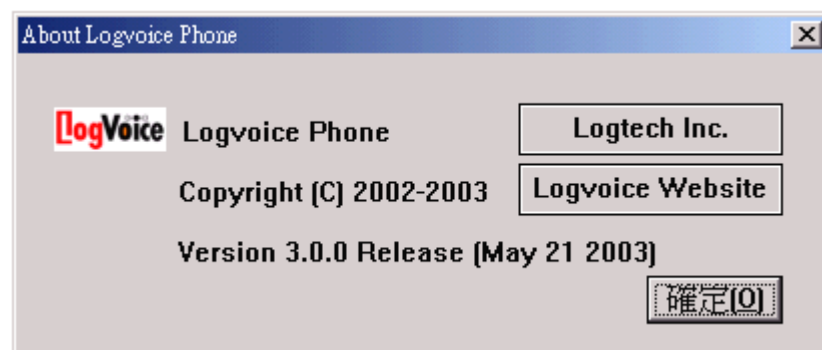 About Logvoice Phone
LogVoice Logvoice Phone Logtech Inc.
Copyright (C) 2002-2003 Logvoice Website
Version 3.0.0 Release (May 21 2003)
確定(O)